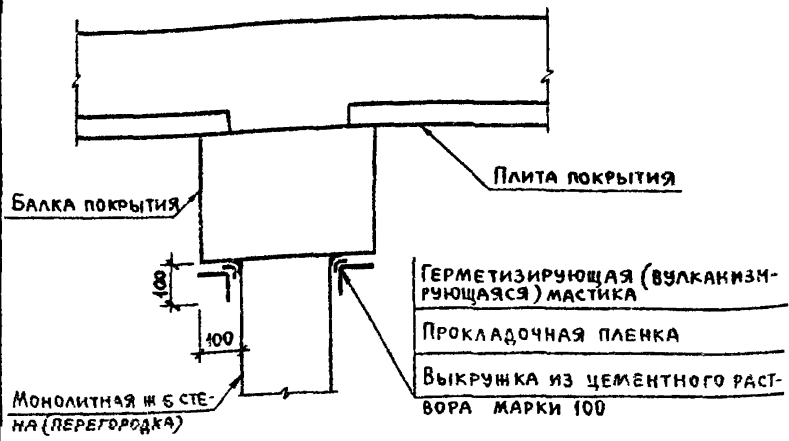 Плита покрытия
Балка покрытия
100
100
Герметизирующая (вулканизи-
рующаяся) мастика
Прокладочная пленка
Выкружка из цементного раст-
вора марки 100
Монолитная ж б сте-
на (перегородка)